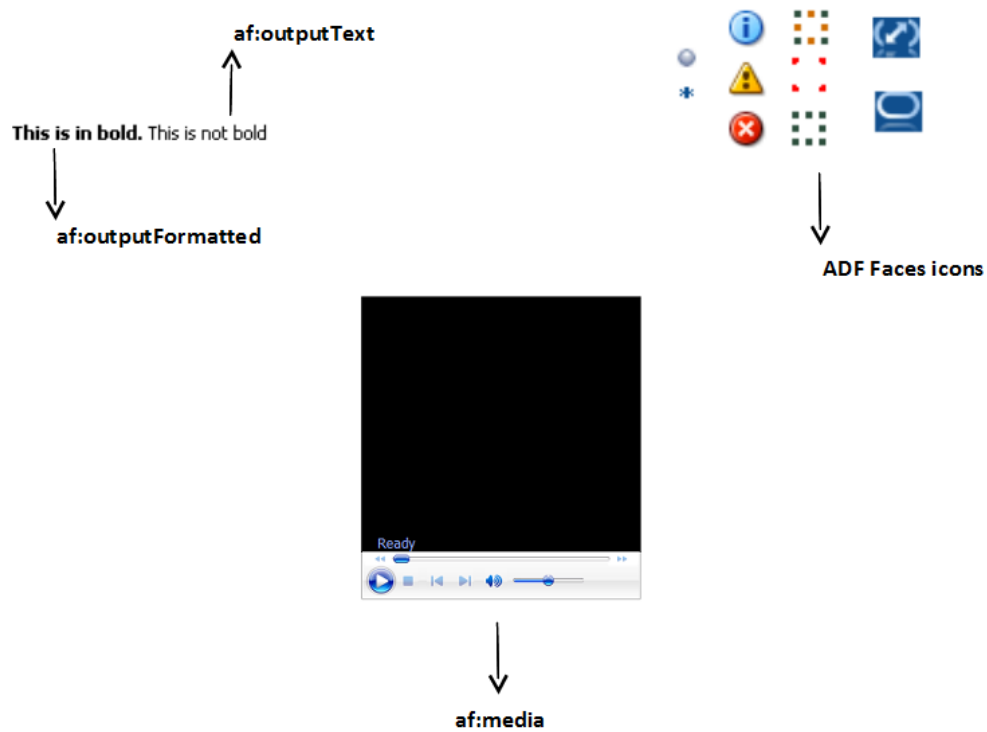 af:outputText
This is in bold. This is not bold
af:outputFormatted
ADF Faces icons
Ready
af:media